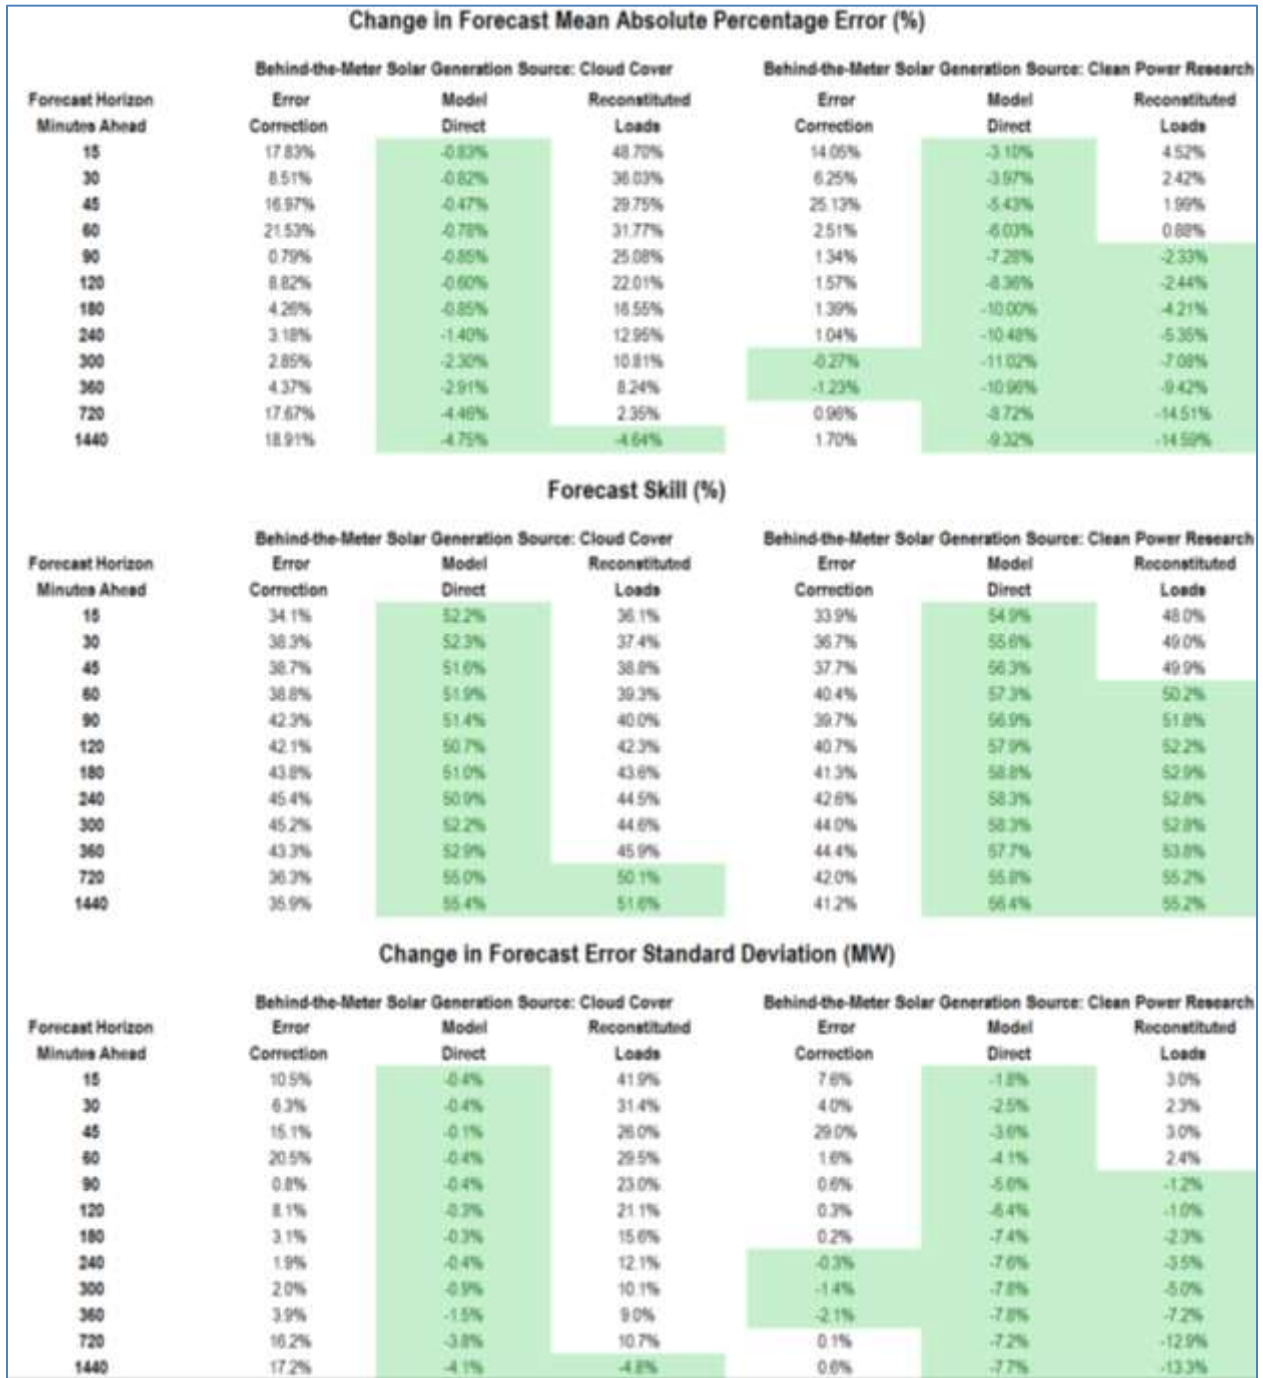 Change in Forecast Mean Absolute Percentage Error (%)
Behind-the-Meter Solar Generation Source: Cloud Cover Behind-the-Meter Solar Generation Source: Clean Power Research
Forecast Horizon Error Model Reconstituted Error Model Reconstituted
Minutes Ahead Correction Direct Loads Correction Direct Loads
15 17.83% -0.83% 48.70% 14.05% -3.10% 4.52%
30 8.51% -0.82% 36.03% 6.25% -3.97% 2.42%
45 16.97% -0.47% 29.75% 25.13% -5.43% 1.99%
60 21.53% -0.78% 31.77% 2.51% -6.03% 0.88%
90 0.79% -0.85% 25.08% 1.34% -7.28% -2.33%
120 8.82% -0.60% 22.01% 1.57% -8.36% -2.44%
180 4.26% -0.85% 16.55% 1.39% -10.00% -4.21%
240 3.18% -1.40% 12.95% 1.04% -10.48% -5.35%
300 2.85% -2.30% 10.81% -0.27% -11.02% -7.08%
360 4.37% -2.91% 8.24% -1.23% -10.96% -9.42%
720 17.67% -4.46% 2.35% 0.96% -8.72% -14.51%
1440 18.91% -4.75% -4.64% 1.70% -9.32% -14.59%
Forecast Skill (%)
Behind-the-Meter Solar Generation Source: Cloud Cover Behind-the-Meter Solar Generation Source: Clean Power Research
Forecast Horizon Error Model Reconstituted Error Model Reconstituted
Minutes Ahead Correction Direct Loads Correction Direct Loads
15 34.1% 52.2% 36.1% 33.9% 54.9% 48.0%
30 38.3% 52.3% 37.4% 36.7% 55.6% 49.0%
45 38.7% 51.6% 38.8% 37.7% 56.3% 49.9%
60 38.8% 51.9% 39.3% 40.4% 57.3% 50.2%
90 42.3% 51.4% 40.0% 39.7% 56.9% 51.8%
120 42.1% 50.7% 42.3% 40.7% 57.9% 52.2%
180 43.8% 51.0% 43.6% 41.3% 58.8% 52.9%
240 45.4% 50.9% 44.5% 42.6% 58.3% 52.8%
300 45.2% 52.2% 44.6% 44.0% 58.3% 52.8%
360 43.3% 52.9% 45.9% 44.4% 57.7% 53.8%
720 36.3% 55.0% 50.1% 42.0% 55.8% 55.2%
1440 35.9% 55.4% 51.6% 41.2% 56.4% 55.2%
Change in Forecast Error Standard Deviation (MW)
Behind-the-Meter Solar Generation Source: Cloud Cover Behind-the-Meter Solar Generation Source: Clean Power Research
Forecast Horizon Error Model Reconstituted Error Model Reconstituted
Minutes Ahead Correction Direct Loads Correction Direct Loads
15 10.5% -0.4% 41.9% 7.6% -1.8% 3.0%
30 6.3% -0.4% 31.4% 4.0% -2.5% 2.3%
45 15.1% -0.1% 26.0% 29.0% -3.6% 3.0%
60 20.5% -0.4% 29.5% 1.6% -4.1% 2.4%
90 0.8% -0.4% 23.0% 0.6% -5.6% -1.2%
120 8.1% -0.3% 21.1% 0.3% -6.4% -1.0%
180 3.1% -0.3% 15.6% 0.2% -7.4% -2.3%
240 1.9% -0.4% 12.1% -0.3% -7.6% -3.5%
300 2.0% -0.9% 10.1% -1.4% -7.8% -5.0%
360 3.9% -1.5% 9.0% -2.1% -7.8% -7.2%
720 16.2% -3.8% 10.7% 0.1% -7.2% -12.9%
1440 17.2% -4.1% -4.8% 0.6% -7.7% -13.3%